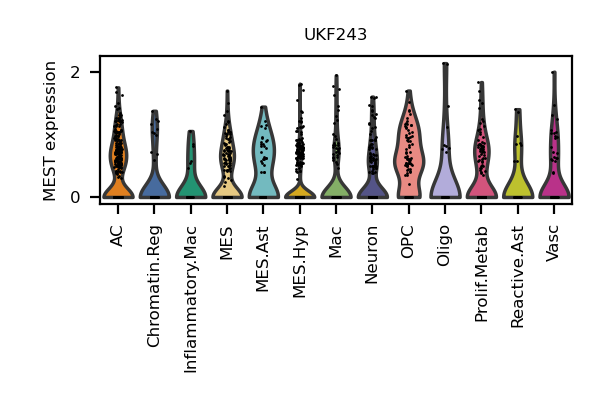 UKF243
MEST expression
2
0
AC
Chromatin.Reg
Inflammatory.Mac
MES
MES.Ast
MES.Hyp
Mac
Neuron
OPC
Oligo
Prolif.Metab
Reactive.Ast
Vasc